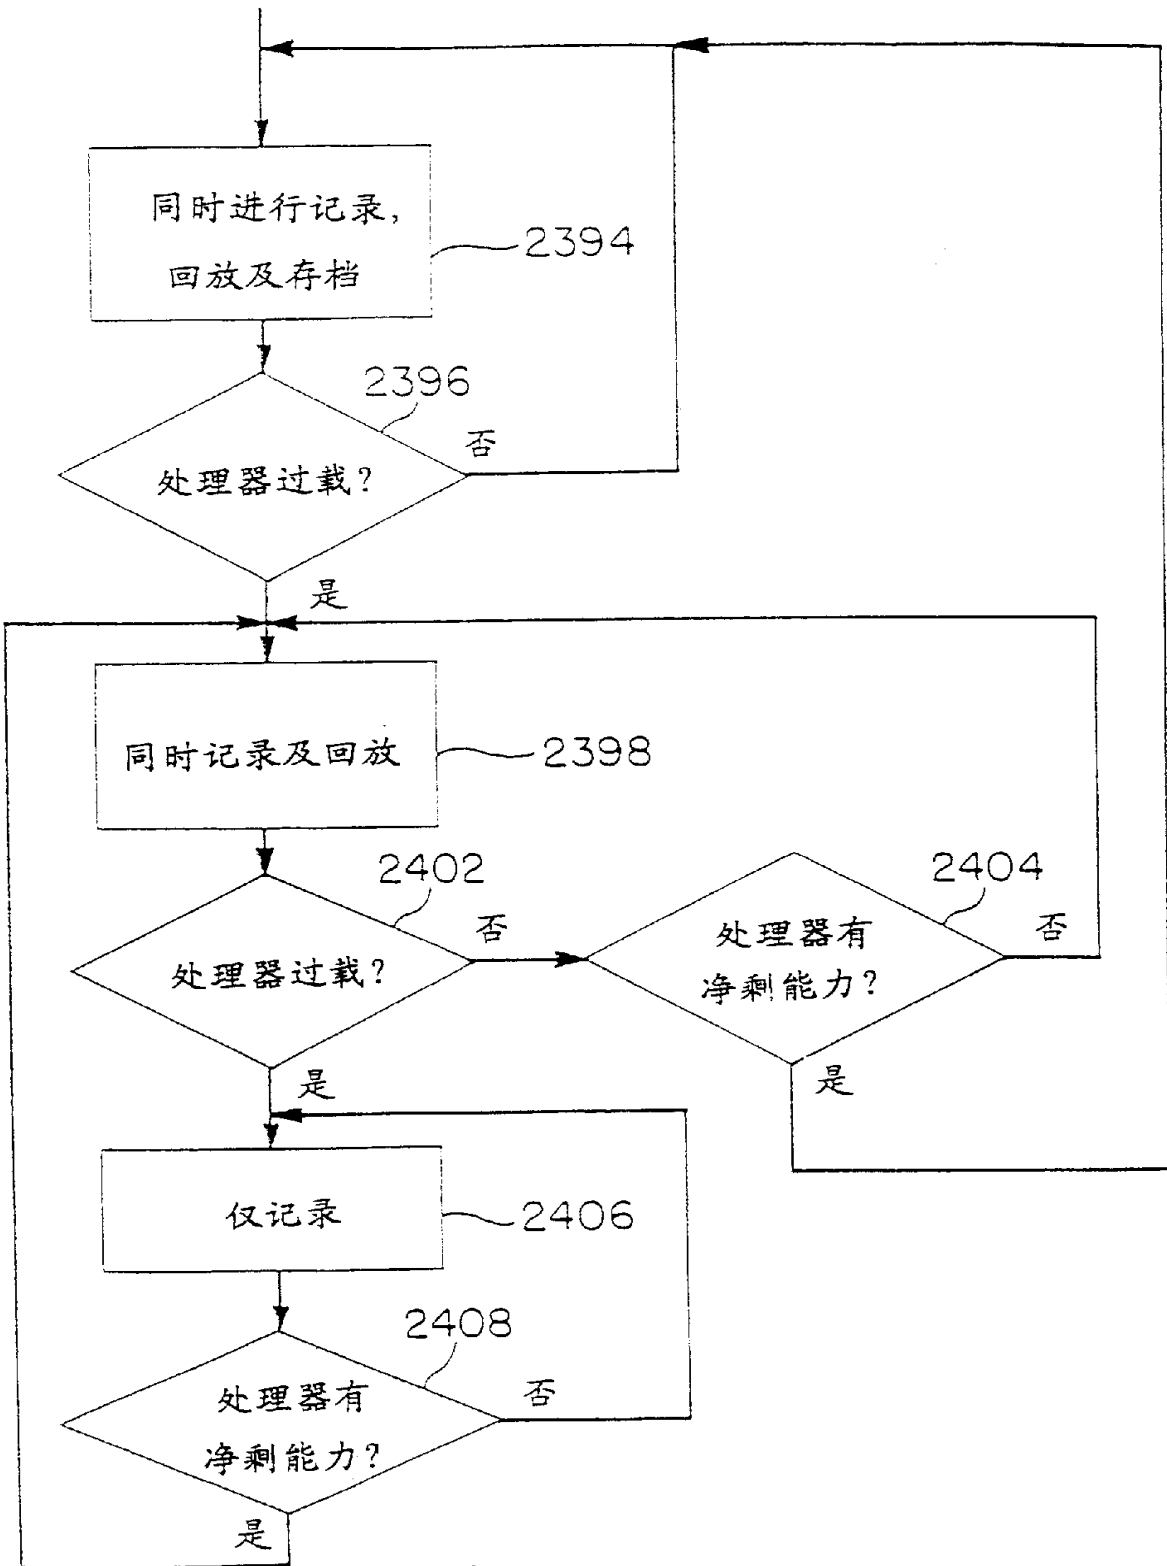 同时进行记录,
回放及存档
2394
2396
否
处理器过载?
是
同时记录及回放
2398
2402
否
处理器过载?
是
2404
否
处理器有
净剩能力?
是
仅记录
2406
2408
否
处理器有
净剩能力?
是